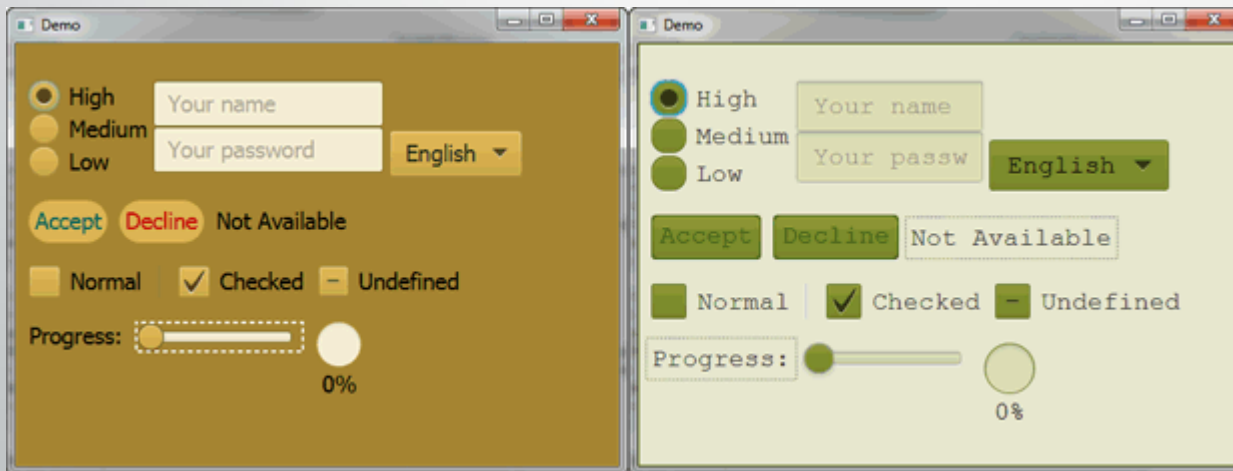 Demo
High
Your name
Medium
Your password
English
Low
Accept Decline Not Available
Normal Checked Undefined
Progress:
0%
Demo
High
Your name
Medium
Your passw
English
Low
Accept Decline Not Available
Normal Checked Undefined
Progress:
0%